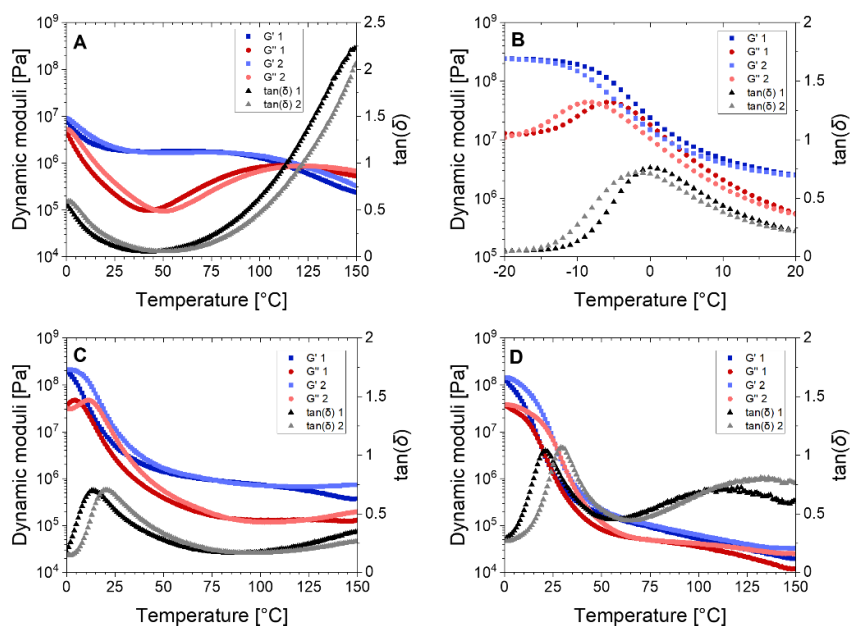 A
10⁹
10⁸
10⁷
10⁶
10⁵
10⁴
Dynamic moduli [Pa]
G' 1
G'' 1
G' 2
G'' 2
tan(δ) 1
tan(δ) 2
2.5
2.0
1.5
1.0
0.5
0
tan(δ)
0 25 50 75 100 125 150
Temperature [°C]
B
10⁹
10⁸
10⁷
10⁶
10⁵
Dynamic moduli [Pa]
G' 1
G'' 1
G' 2
G'' 2
tan(δ) 1
tan(δ) 2
2
1.5
1
0.5
0
tan(δ)
-20 -10 0 10 20
Temperature [°C]
C
10⁹
10⁸
10⁷
10⁶
10⁵
10⁴
Dynamic moduli [Pa]
G' 1
G'' 1
G' 2
G'' 2
tan(δ) 1
tan(δ) 2
2
1.5
1
0.5
0
tan(δ)
0 25 50 75 100 125 150
Temperature [°C]
D
10⁹
10⁸
10⁷
10⁶
10⁵
10⁴
Dynamic moduli [Pa]
G' 1
G'' 1
G' 2
G'' 2
tan(δ) 1
tan(δ) 2
2
1.5
1
0.5
0
tan(δ)
0 25 50 75 100 125 150
Temperature [°C]